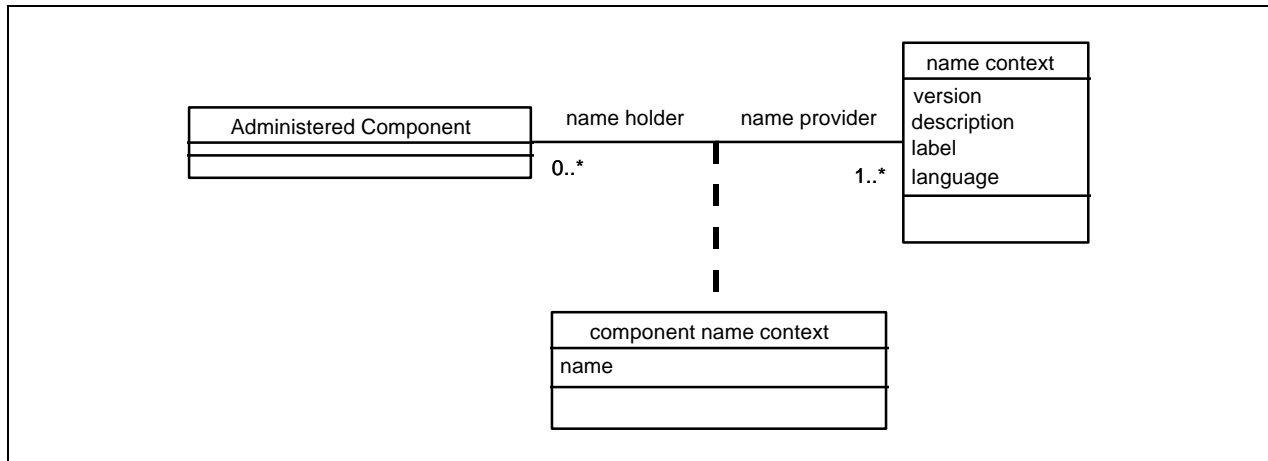 name context
version
description
label
language
Administered Component
name holder
name provider
0..*
1..*
component name context
name